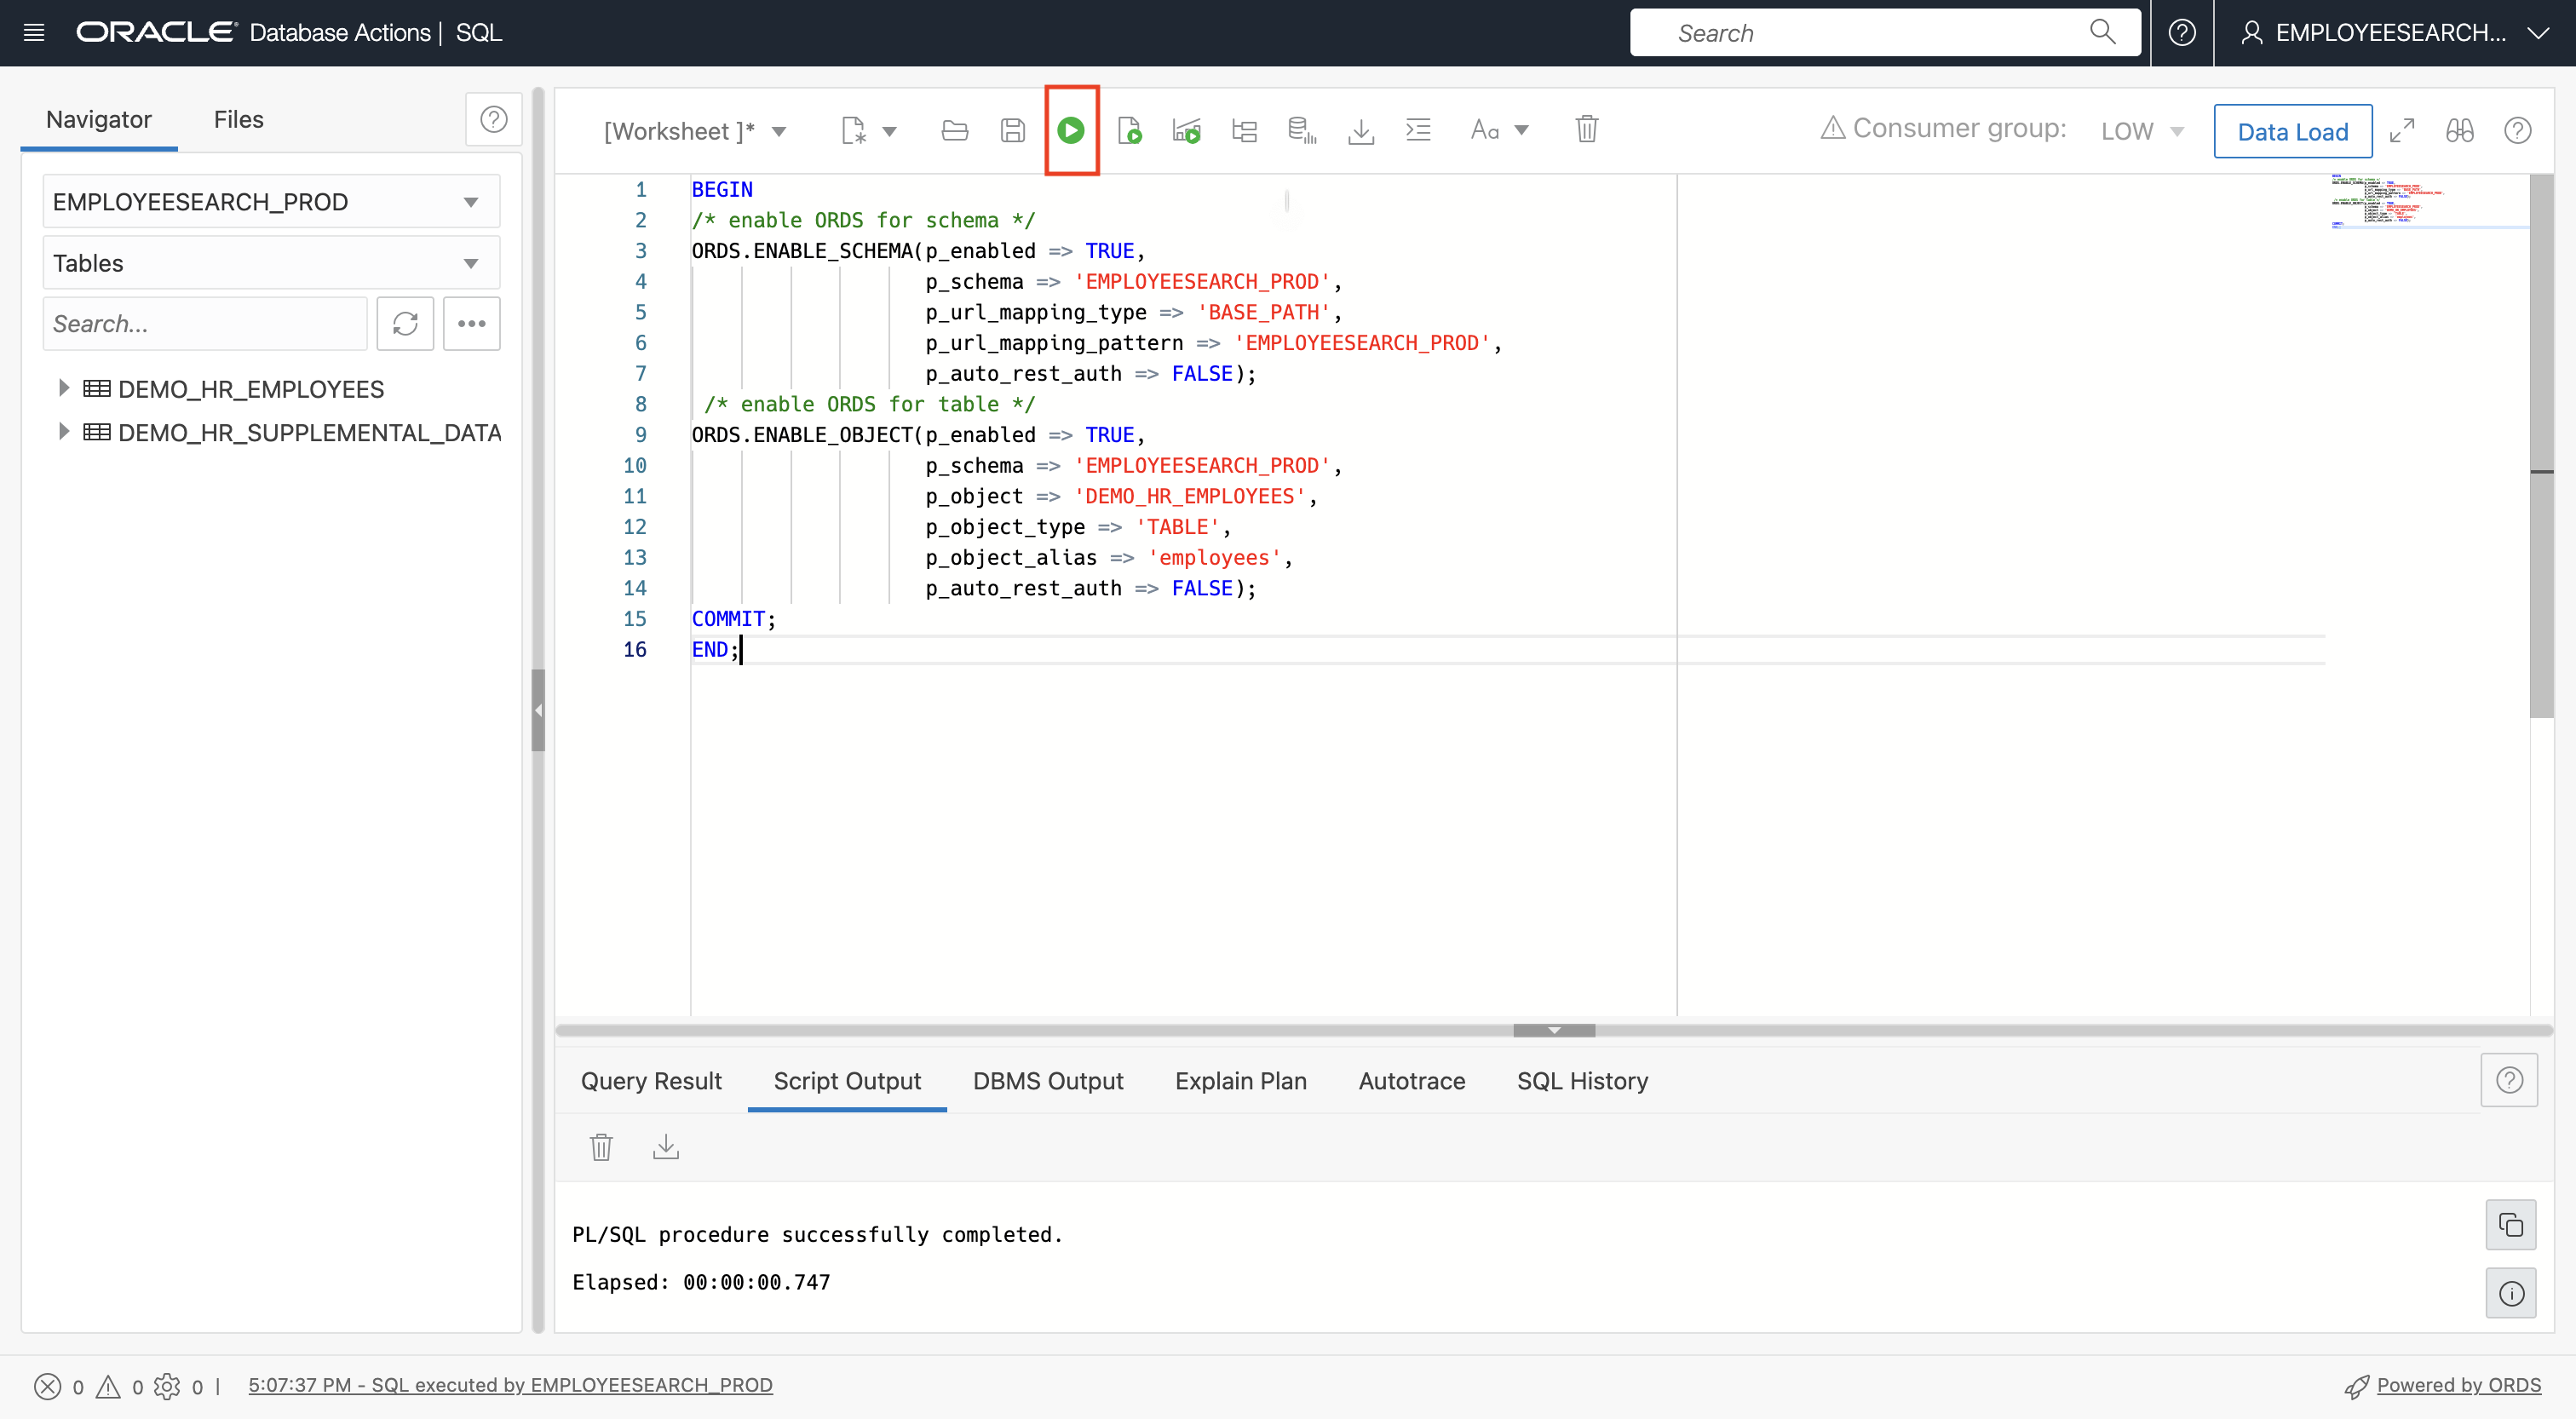 ORACLE Database Actions | SQL
Search
EMPLOYEESEARCH...
Navigator
Files
EMPLOYEESEARCH_PROD
Tables
Search...
DEMO_HR_EMPLOYEES
DEMO_HR_SUPPLEMENTAL_DATA
[Worksheet ]*
Aa
Consumer group:
LOW
Data Load
1 BEGIN
2 /* enable ORDS for schema */
3 ORDS.ENABLE_SCHEMA(p_enabled => TRUE,
4 p_schema => 'EMPLOYEESEARCH_PROD',
5 p_url_mapping_type => 'BASE_PATH',
6 p_url_mapping_pattern => 'EMPLOYEESEARCH_PROD',
7 p_auto_rest_auth => FALSE);
8 /* enable ORDS for table */
9 ORDS.ENABLE_OBJECT(p_enabled => TRUE,
10 p_schema => 'EMPLOYEESEARCH_PROD',
11 p_object => 'DEMO_HR_EMPLOYEES',
12 p_object_type => 'TABLE',
13 p_object_alias => 'employees',
14 p_auto_rest_auth => FALSE);
15 COMMIT;
16 END;
Query Result
Script Output
DBMS Output
Explain Plan
Autotrace
SQL History
PL/SQL procedure successfully completed.
Elapsed: 00:00:00.747
0 0 0 | 5:07:37 PM - SQL executed by EMPLOYEESEARCH_PROD
Powered by ORDS